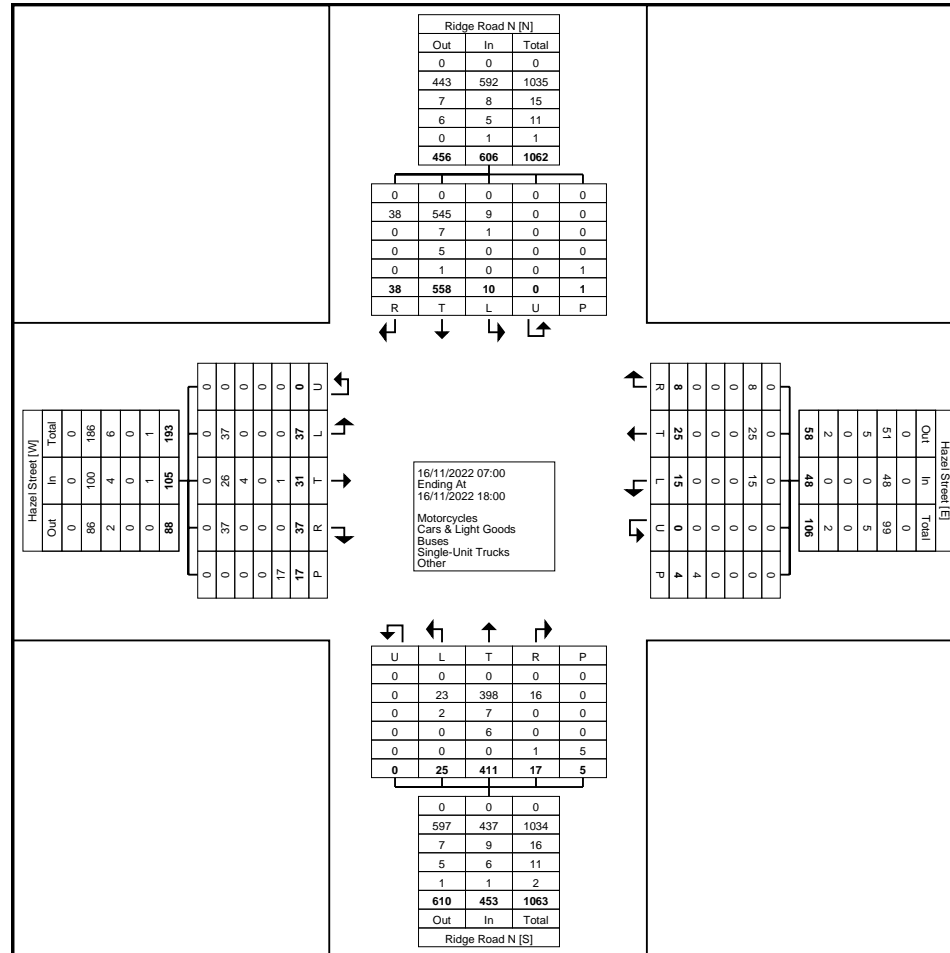 Ridge Road N [N]
Out In Total
0 0 0
443 592 1035
7 8 15
6 5 11
0 1 1
456 606 1062
0 0 0 0 0
38 545 9 0 0
0 7 1 0 0
0 5 0 0 0
0 1 0 0 1
38 558 10 0 1
R T L U P
Hazel Street [W]
Out In Total
0 0 0
86 100 186
2 4 6
0 0 0
0 1 1
88 105 193
U L T R P
0 37 31 37 17
0 0 1 0 17
0 0 0 0 0
0 0 4 0 0
0 37 26 37 0
0 0 0 0 0
16/11/2022 07:00
Ending At
16/11/2022 18:00
Motorcycles
Cars & Light Goods
Buses
Single-Unit Trucks
Other
Hazel Street [E]
Out In Total
0 0 0
51 48 99
5 0 5
0 0 0
2 0 2
58 48 106
0 0 0 0 0
8 25 15 0 0
0 0 0 0 0
0 0 0 0 0
0 0 0 0 4
8 25 15 0 4
R T L U P
U L T R P
0 0 0 0 0
0 23 398 16 0
0 2 7 0 0
0 0 6 0 0
0 0 0 1 5
0 25 411 17 5
0 0 0
597 437 1034
7 9 16
5 6 11
1 1 2
610 453 1063
Out In Total
Ridge Road N [S]